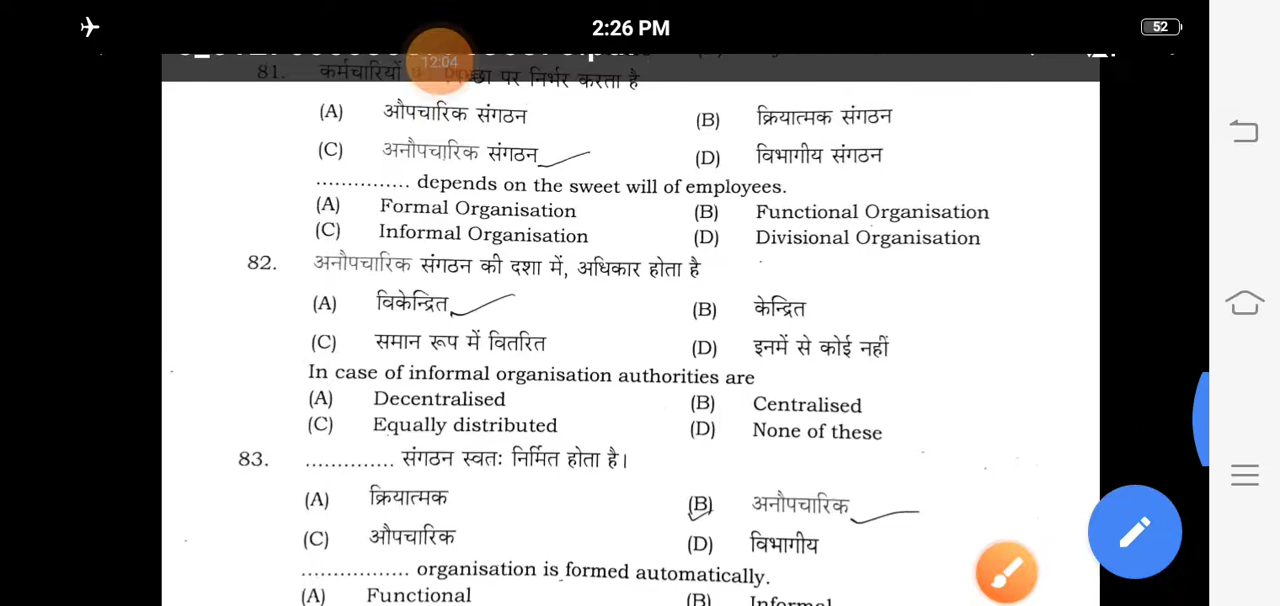 2:26 PM
52
12:04
81. कर्मचारियों पर निर्भर करता है
(A) औपचारिक संगठन (B) क्रियात्मक संगठन
(C) अनौपचारिक संगठन (D) विभागीय संगठन
............... depends on the sweet will of employees.
(A) Formal Organisation (B) Functional Organisation
(C) Informal Organisation (D) Divisional Organisation
82. अनौपचारिक संगठन की दशा में, अधिकार होता है
(A) विकेन्द्रित (B) केन्द्रित
(C) समान रूप में वितरित (D) इनमें से कोई नहीं
In case of informal organisation authorities are
(A) Decentralised (B) Centralised
(C) Equally distributed (D) None of these
83. .............. संगठन स्वतः निर्मित होता है।
(A) क्रियात्मक (B) अनौपचारिक
(C) औपचारिक (D) विभागीय
................. organisation is formed automatically.
(A) Functional (B) Informal